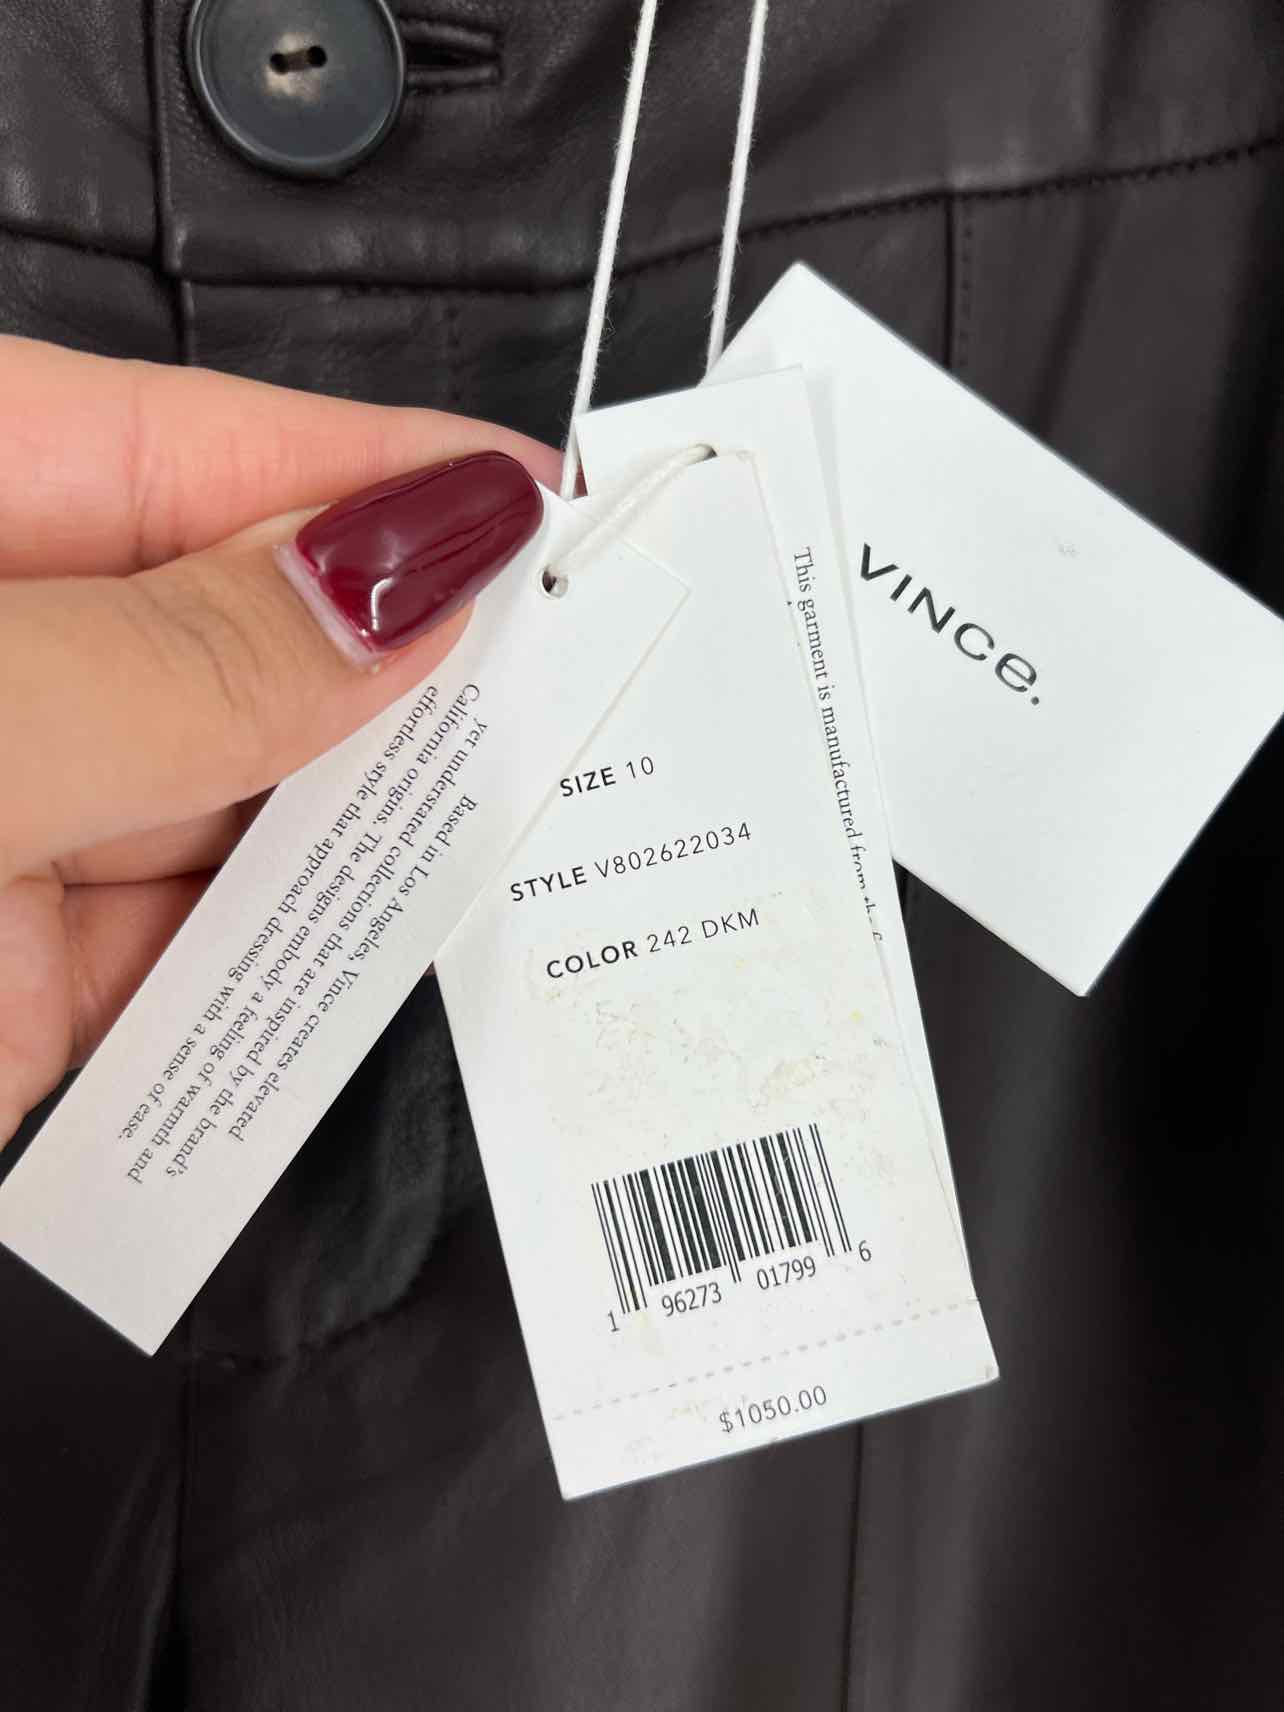 VINCE.
This garment is manufactured from the f
SIZE 10
STYLE V802622034
COLOR 242 DKM
1 96273 01799 6
$1050.00
Based in Los Angeles, Vince creates elevated
yet understated collections that are inspired by the brand's
California origins. The designs embody a feeling of warmth and
effortless style that approach dressing with a sense of ease.